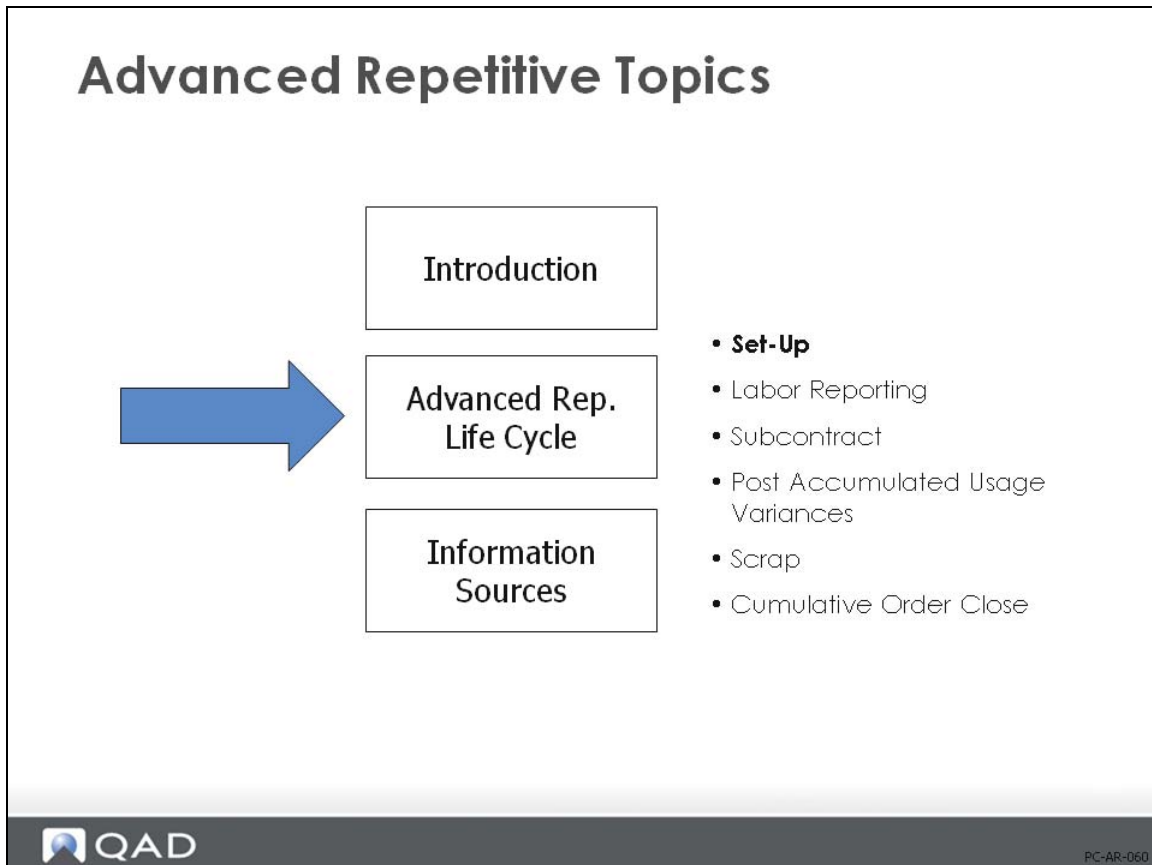 Advanced Repetitive Topics
Introduction
Advanced Rep.
Life Cycle
Information
Sources
• Set-Up
• Labor Reporting
• Subcontract
• Post Accumulated Usage
Variances
• Scrap
• Cumulative Order Close
QAD
PC-AR-060